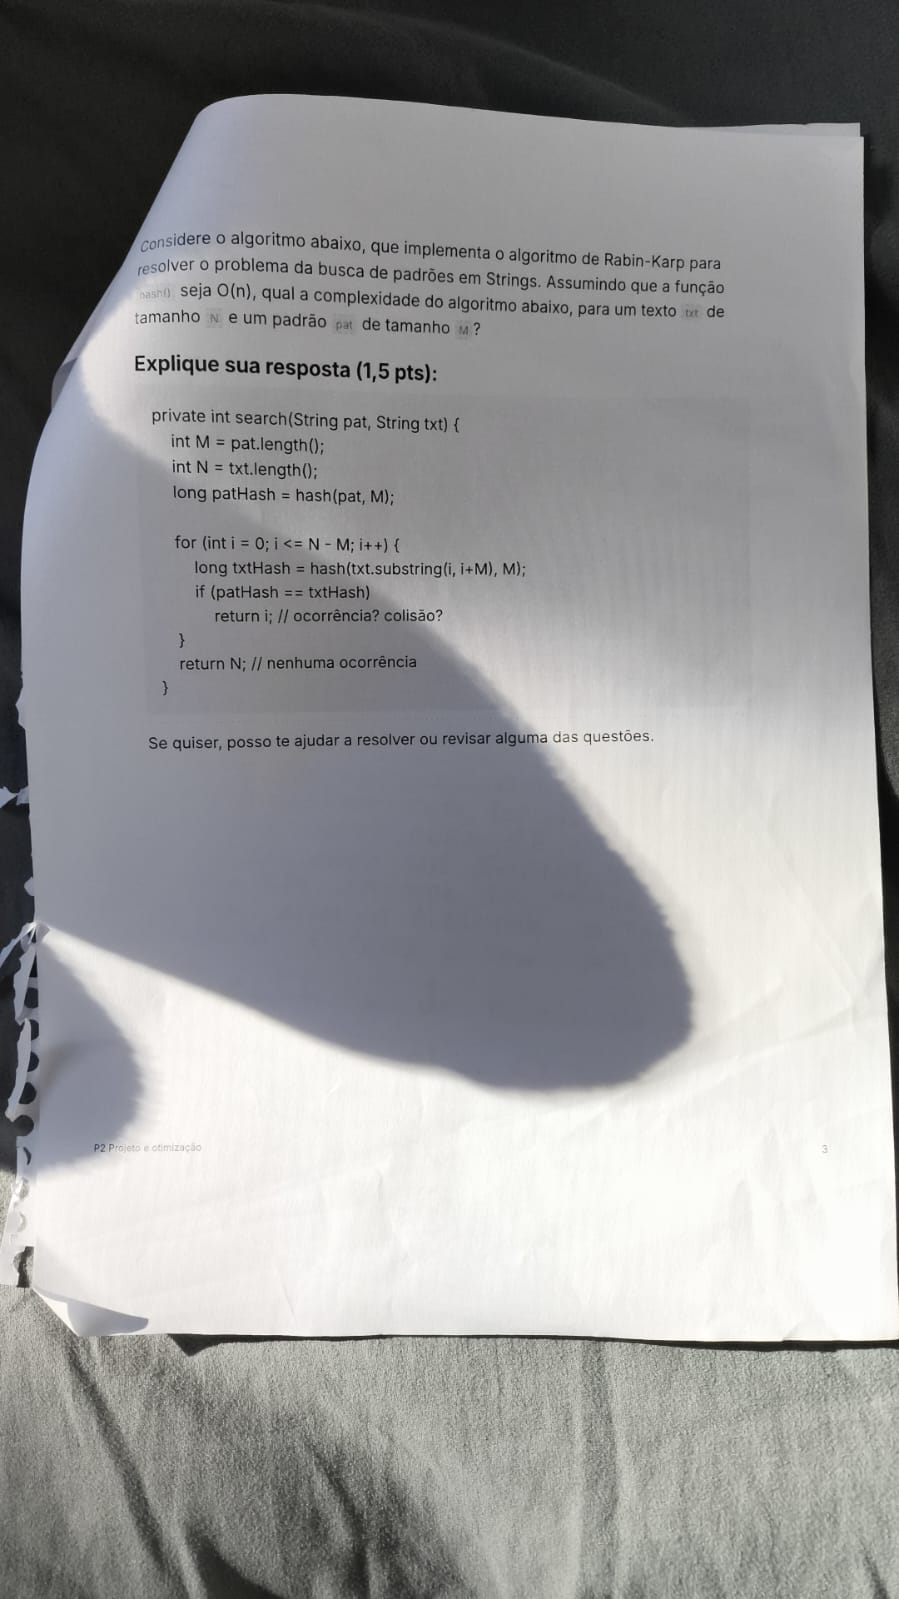 Considere o algoritmo abaixo, que implementa o algoritmo de Rabin-Karp para
resolver o problema da busca de padrões em Strings. Assumindo que a função
hash() seja O(n), qual a complexidade do algoritmo abaixo, para um texto txt de
tamanho N e um padrão pat de tamanho M ?
Explique sua resposta (1,5 pts):
private int search(String pat, String txt) {
int M = pat.length();
int N = txt.length();
long patHash = hash(pat, M);
for (int i = 0; i <= N - M; i++) {
long txtHash = hash(txt.substring(i, i+M), M);
if (patHash == txtHash)
return i; // ocorrência? colisão?
}
return N; // nenhuma ocorrência
}
Se quiser, posso te ajudar a resolver ou revisar alguma das questões.
P2 Projeto e otimização
3